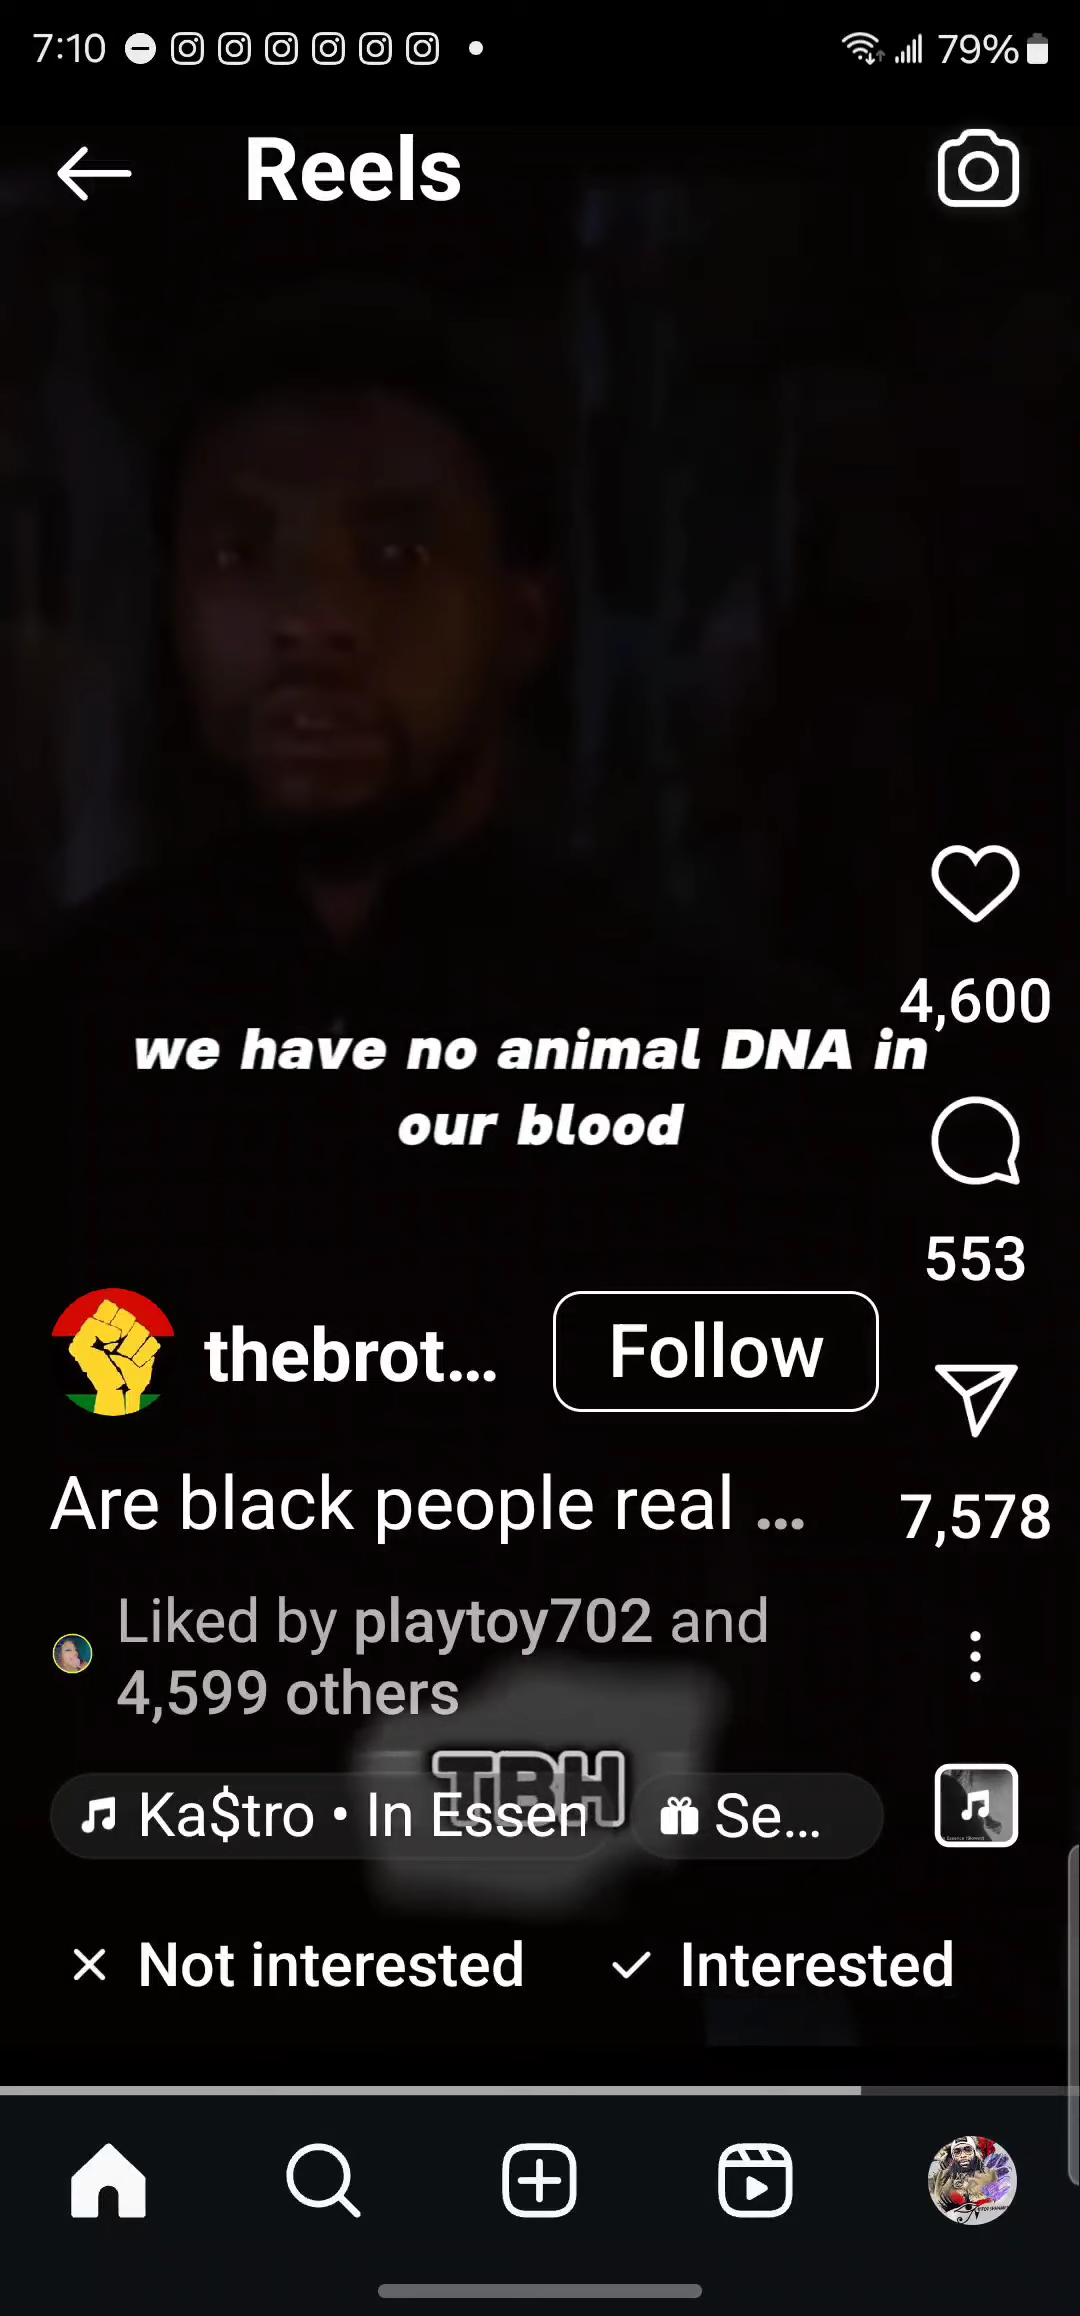 7:10
79%
Reels
4,600
we have no animal DNA in
our blood
553
thebrot...
Follow
Are black people real ...
7,578
Liked by playtoy702 and
4,599 others
TBH
Ka$tro • In Essen
Se...
Not interested
Interested